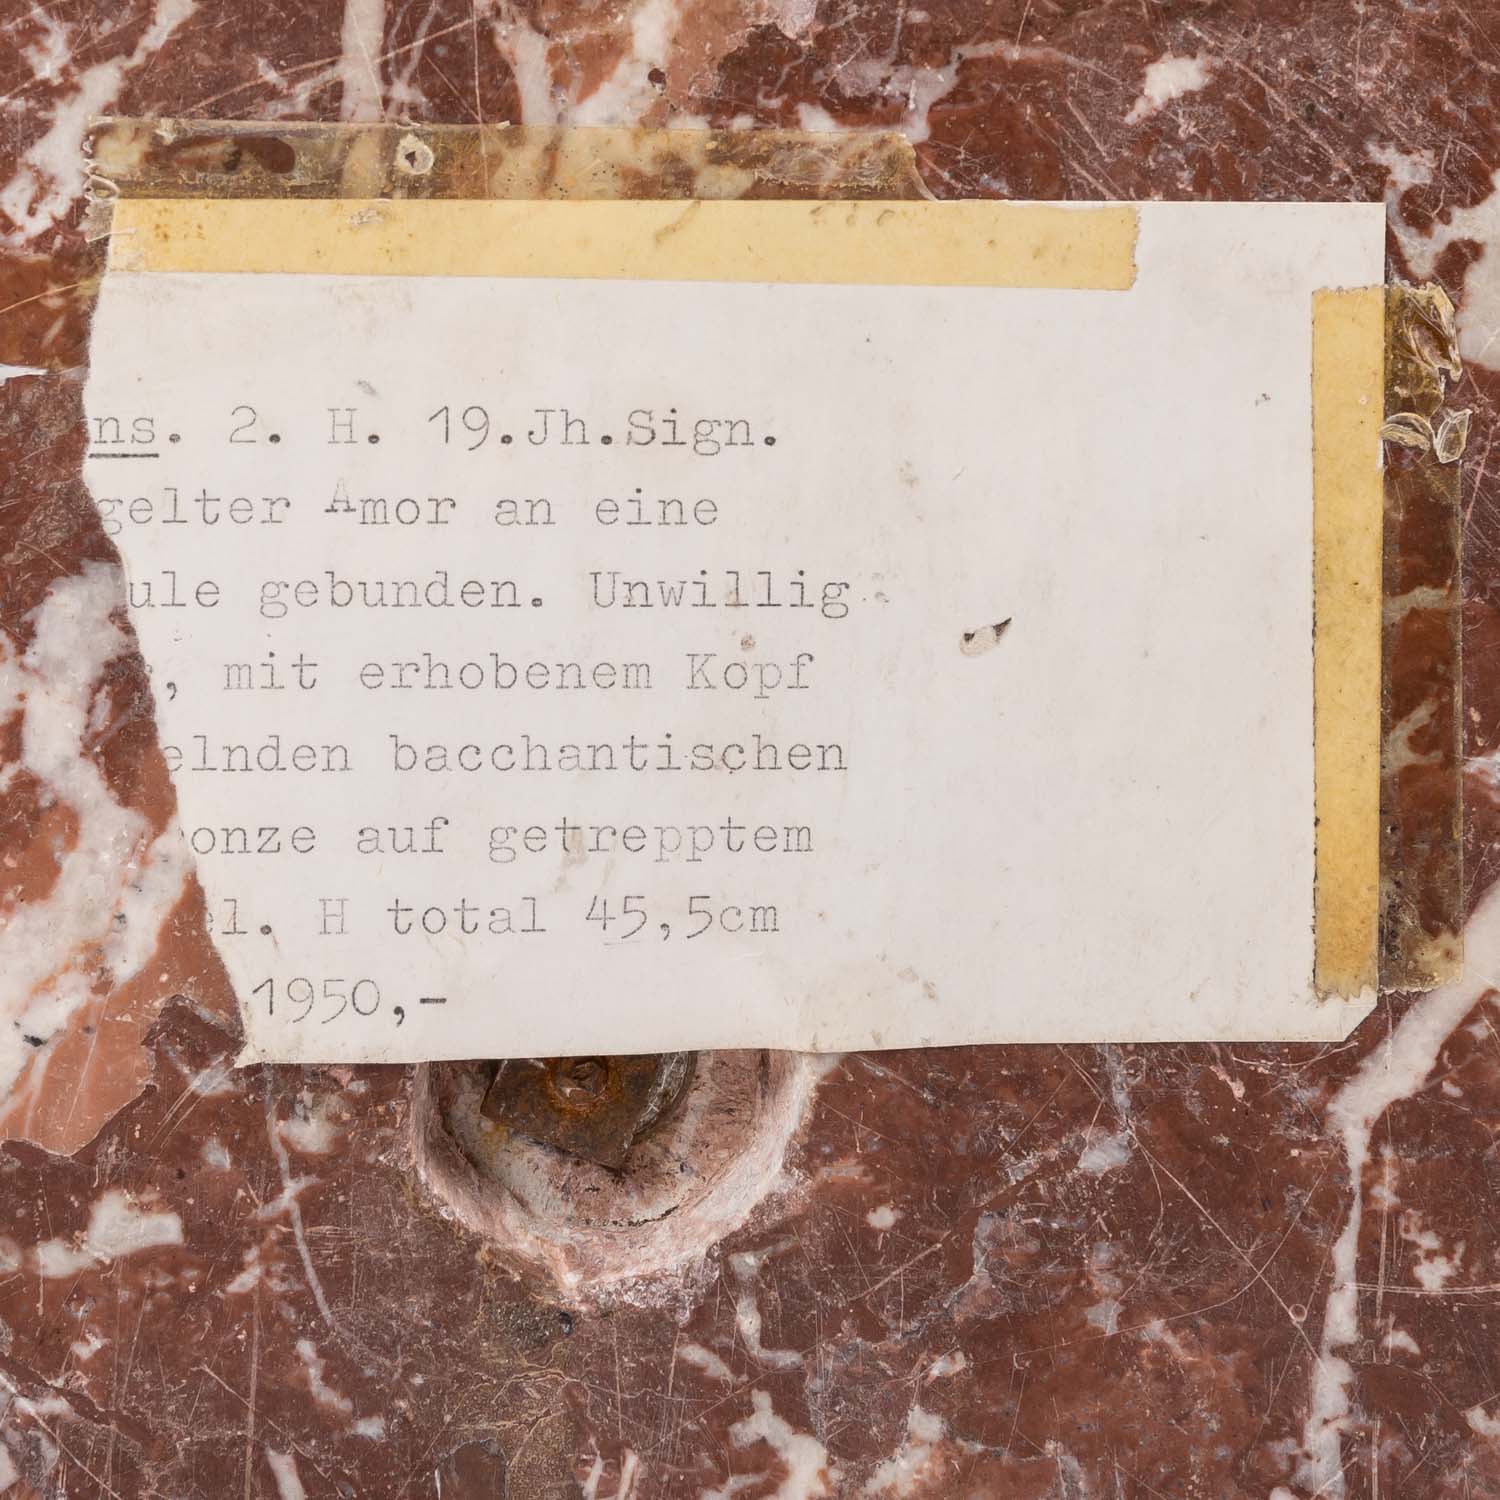 ns. 2. H. 19.Jh.Sign.
gelter Amor an eine
ule gebunden. Unwillig
, mit erhobenem Kopf
elnden bacchantischen
onze auf getrepptem
el. H total 45,5cm
1950,-